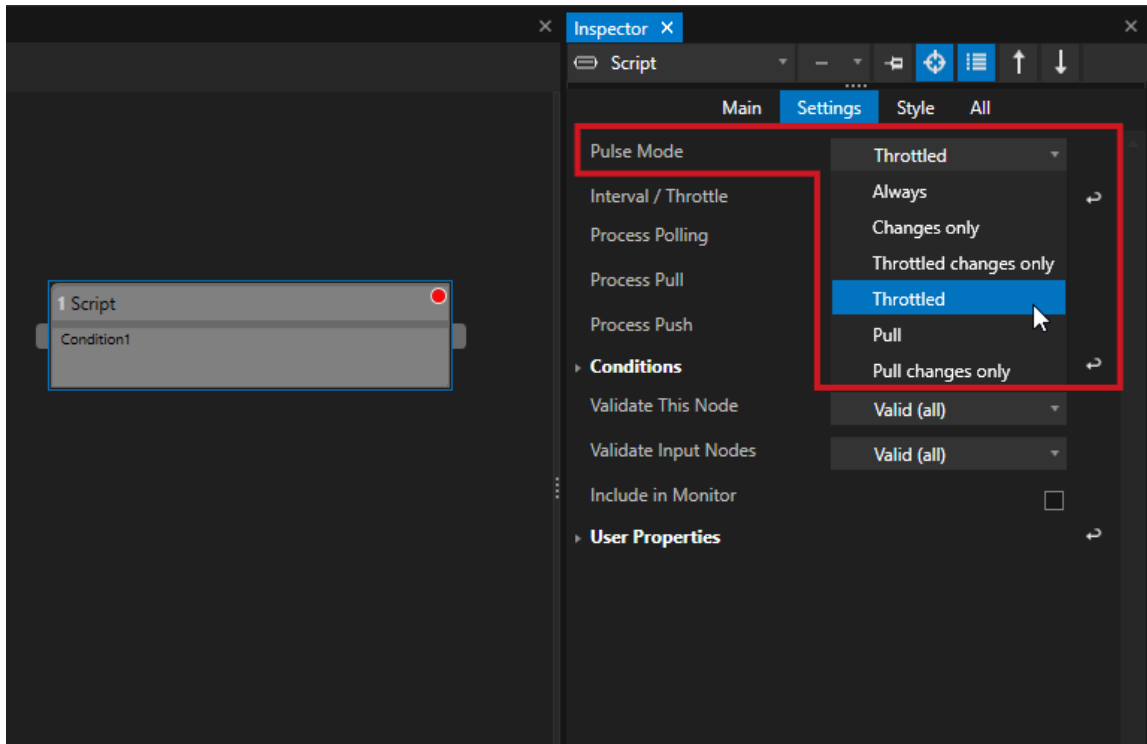 Inspector
Script
Main Settings Style All
Pulse Mode Throttled
Always
Interval / Throttle
Changes only
Process Polling
Throttled changes only
Process Pull
Throttled
1 Script
Process Push
Pull
Condition1
Conditions
Pull changes only
Validate This Node Valid (all)
Validate Input Nodes Valid (all)
Include in Monitor
User Properties